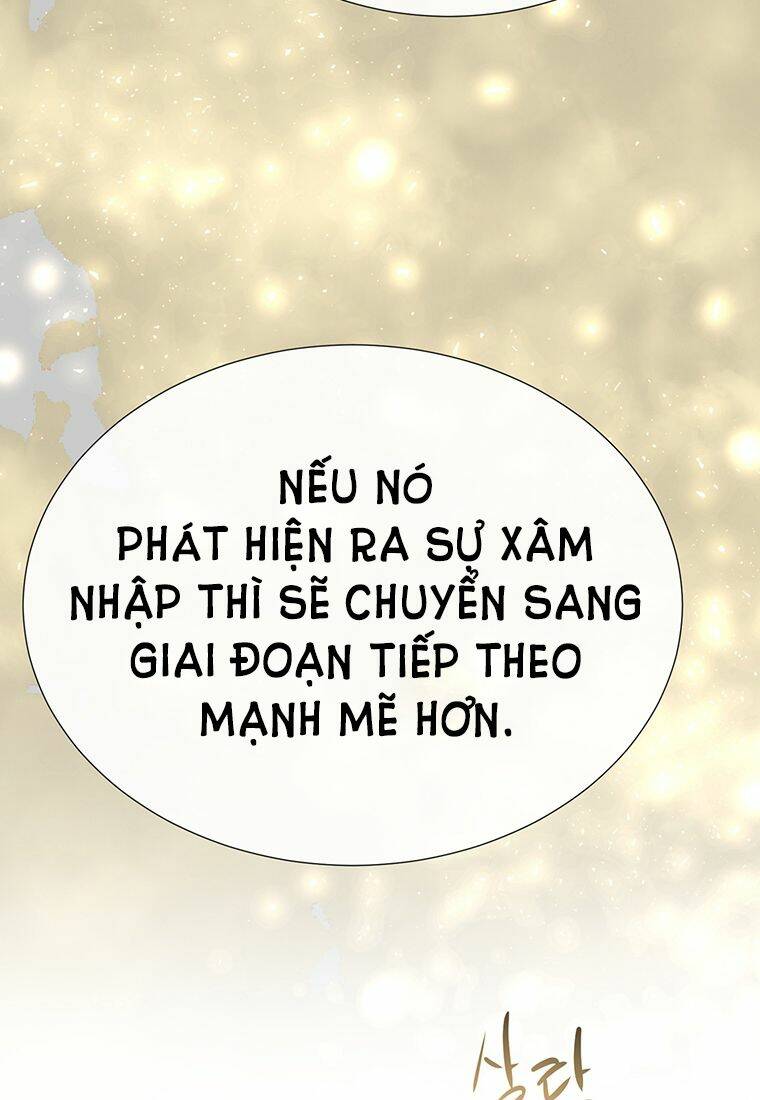 NẾU NÓ
PHÁT HIỆN RA SỰ XÂM
NHẬP THÌ SẼ CHUYỂN SANG
GIAI ĐOẠN TIẾP THEO
MẠNH MẼ HƠN.